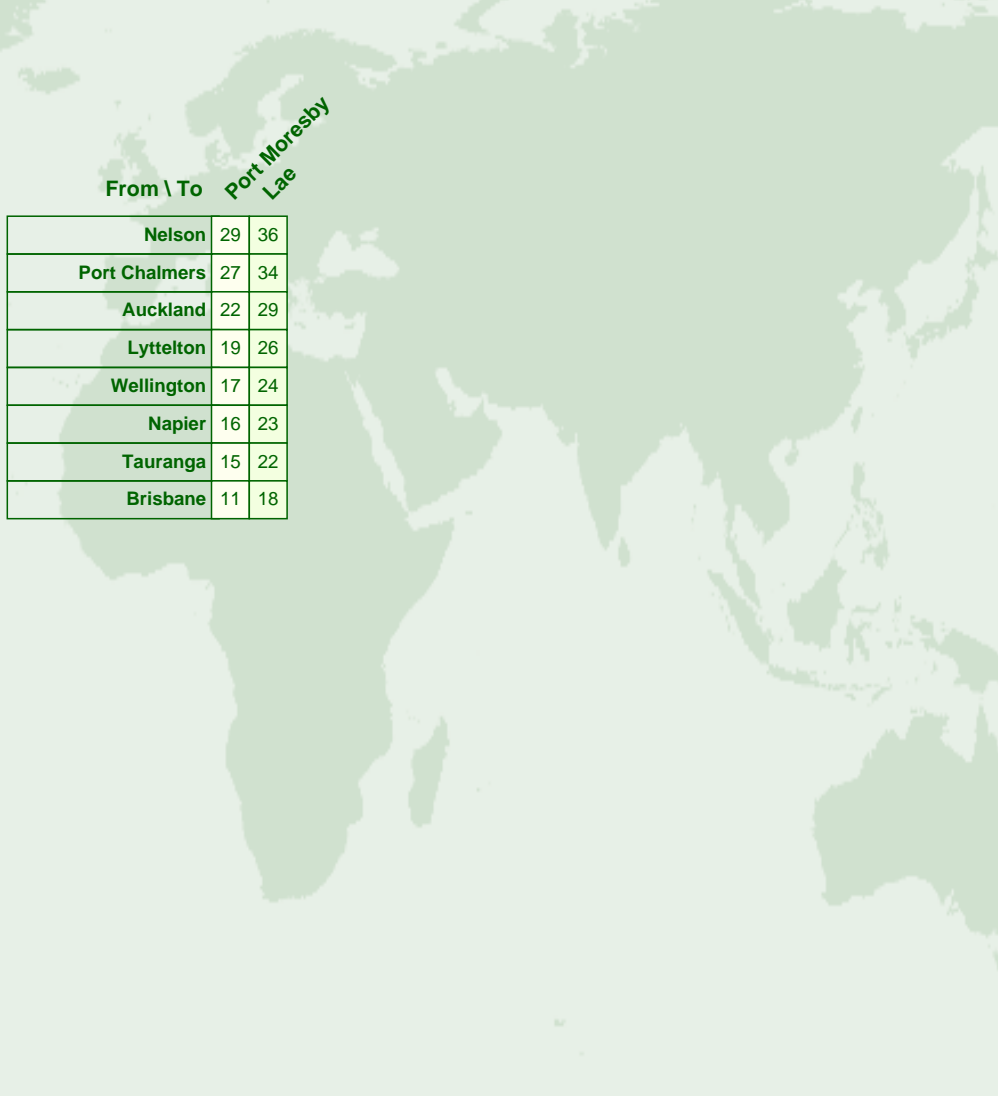 Port Moresby
Lae
From \ To
Nelson 29 36
Port Chalmers 27 34
Auckland 22 29
Lyttelton 19 26
Wellington 17 24
Napier 16 23
Tauranga 15 22
Brisbane 11 18